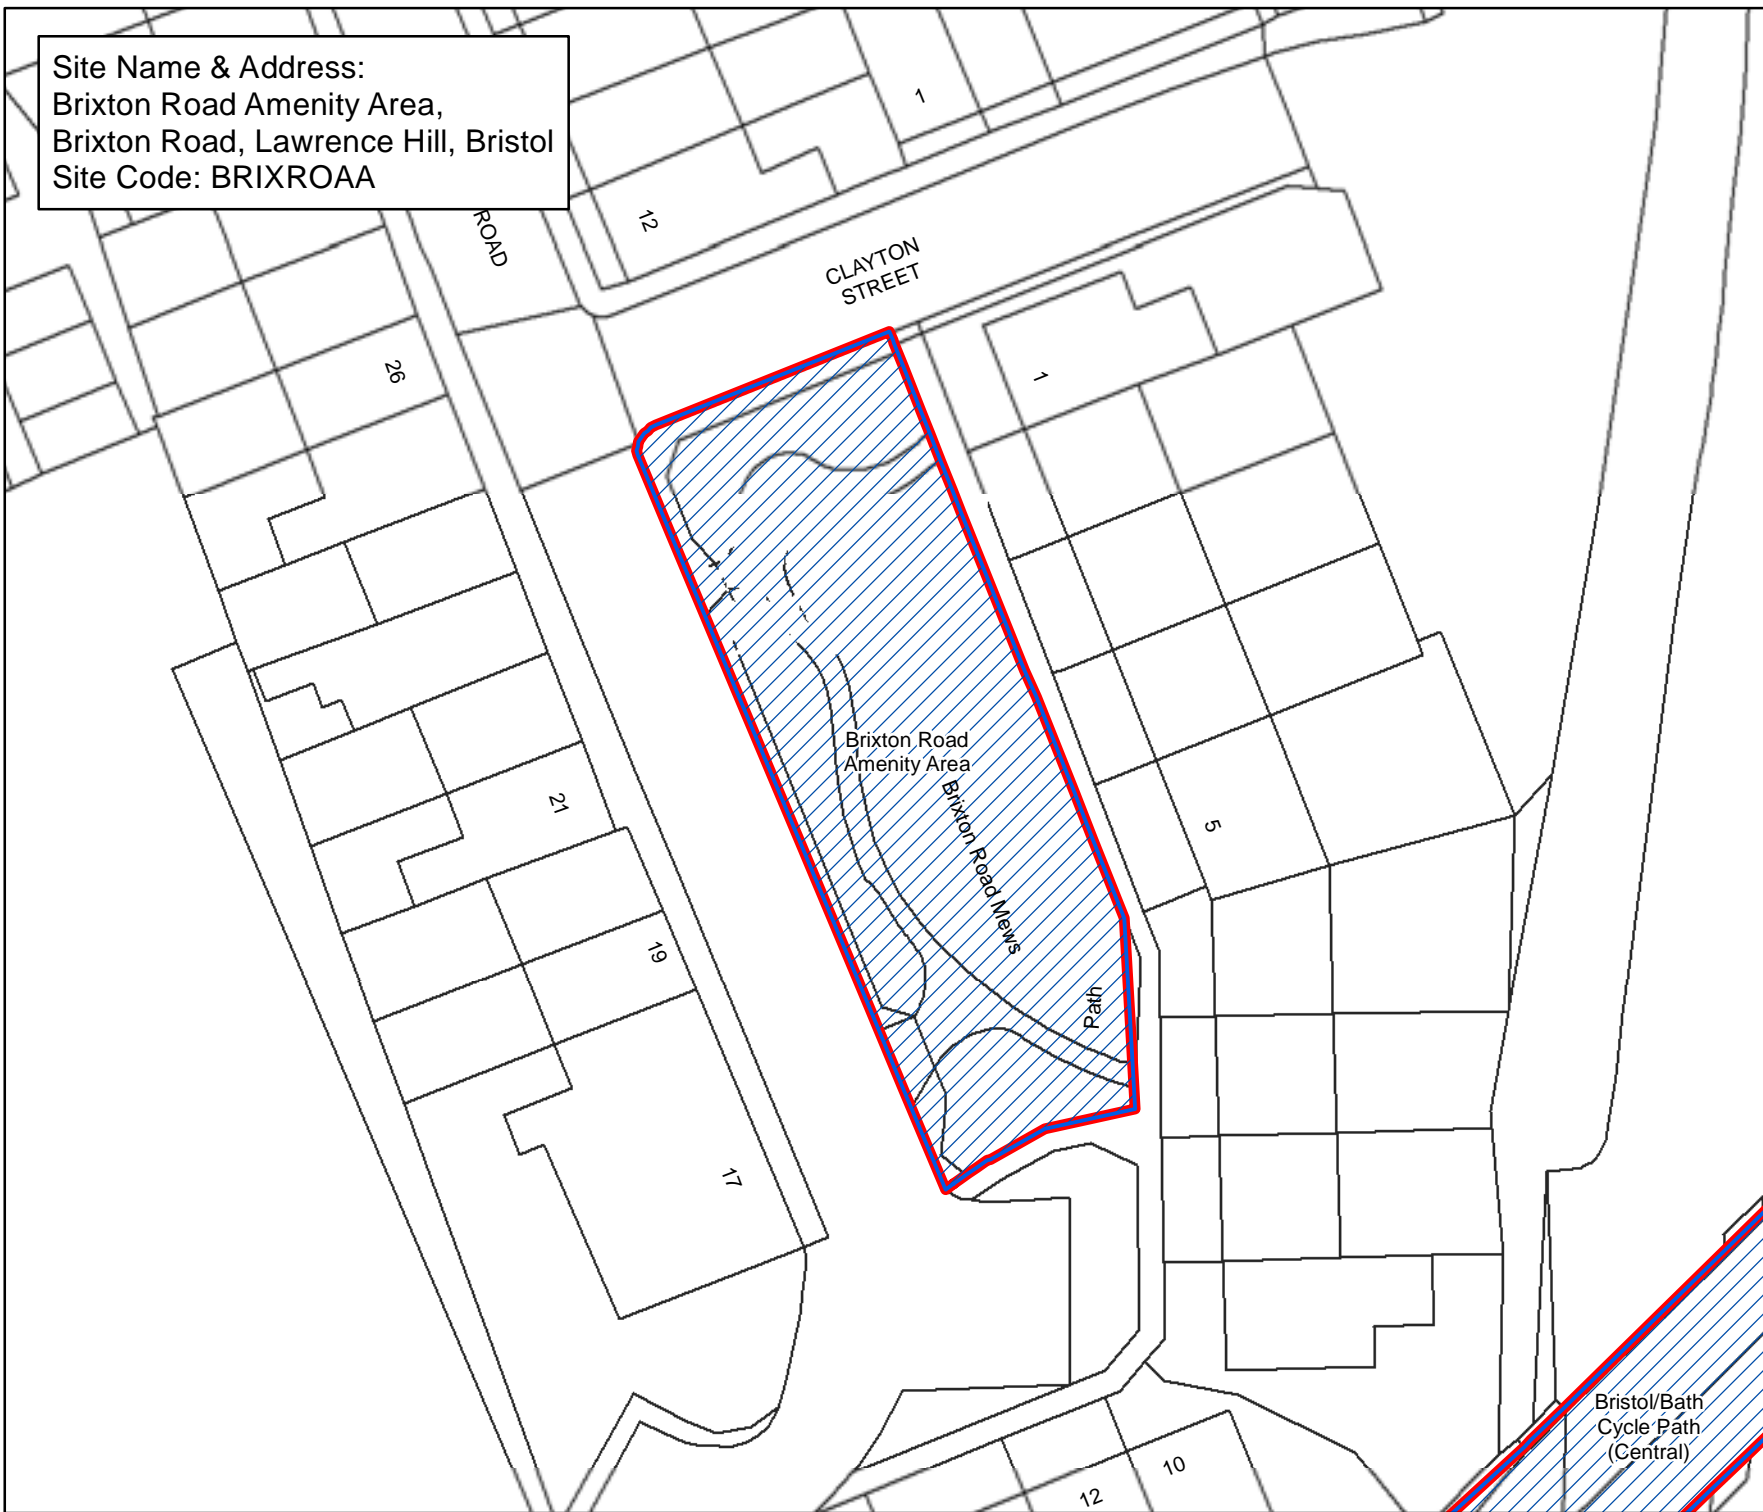 Site Name & Address:
Brixton Road Amenity Area,
Brixton Road, Lawrence Hill, Bristol
Site Code: BRIXROAA
1
12
ROAD
CLAYTON
STREET
26
1
Brixton Road
Amenity Area
Brixton Road Mews
21
5
19
Path
17
Bristol/Bath
Cycle Path
(Central)
10
12